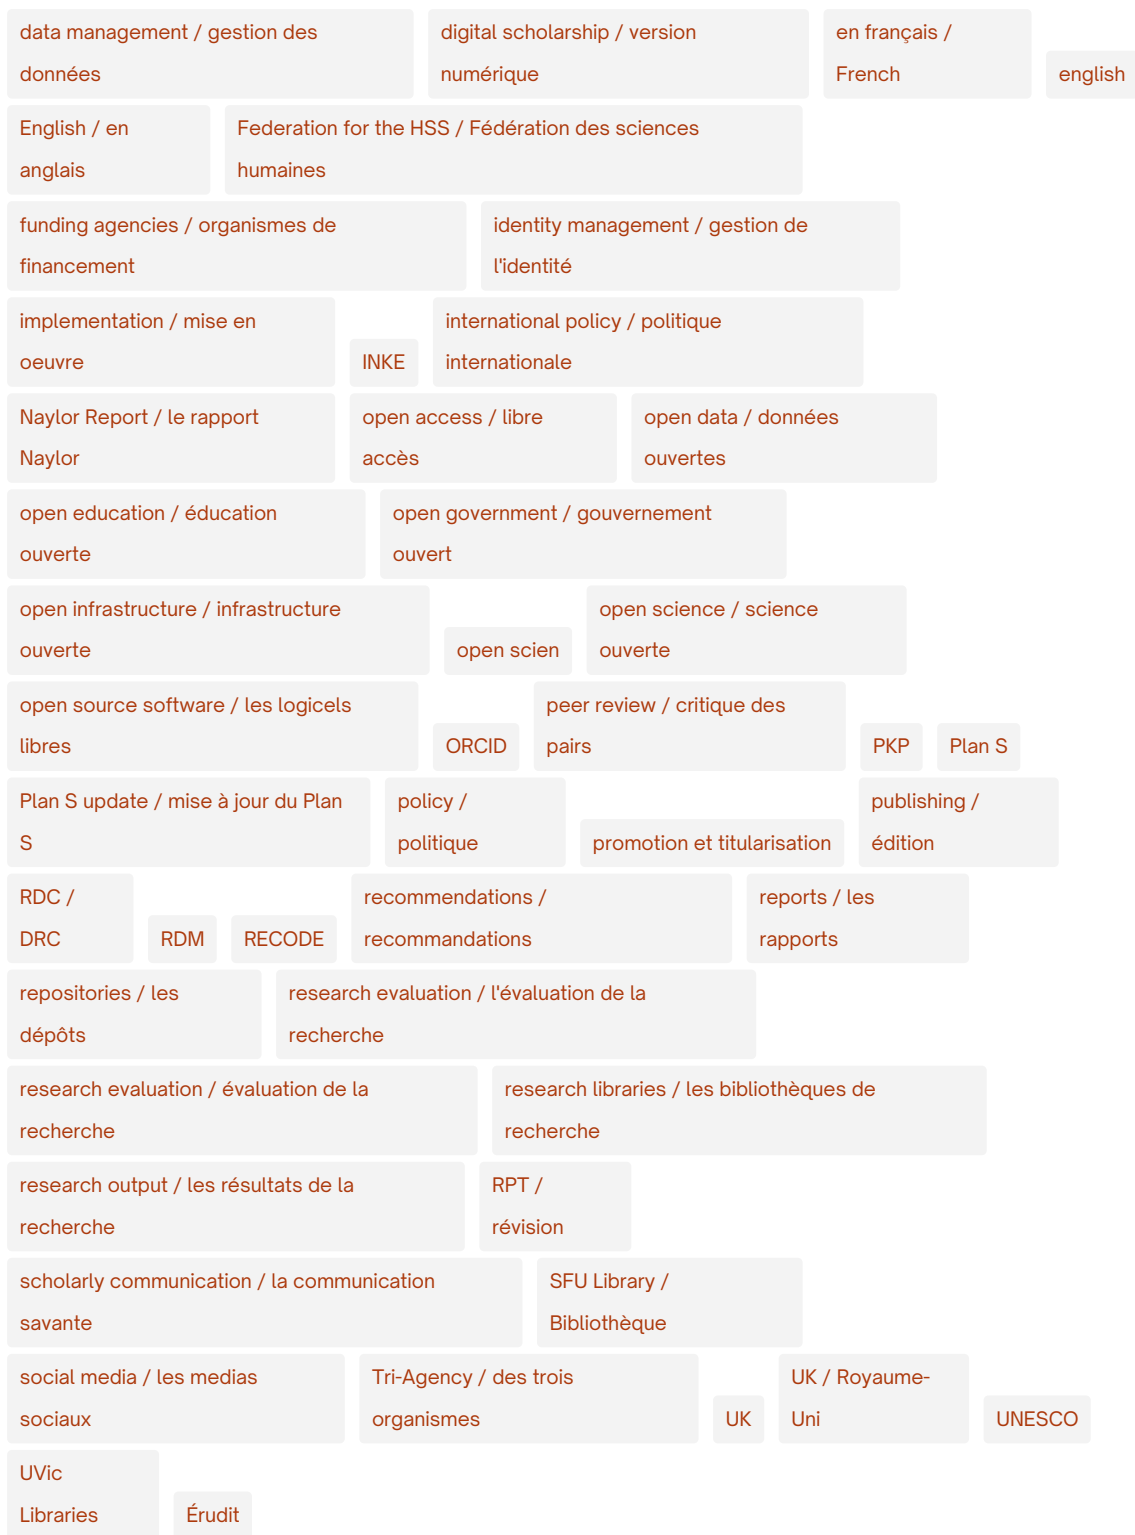 data management / gestion des
données
digital scholarship / version
numérique
en français /
French
english
English / en
anglais
Federation for the HSS / Fédération des sciences
humaines
funding agencies / organismes de
financement
identity management / gestion de
l'identité
implementation / mise en
oeuvre
INKE
international policy / politique
internationale
Naylor Report / le rapport
Naylor
open access / libre
accès
open data / données
ouvertes
open education / éducation
ouverte
open government / gouvernement
ouvert
open infrastructure / infrastructure
ouverte
open scien
open science / science
ouverte
open source software / les logicels
libres
ORCID
peer review / critique des
pairs
PKP
Plan S
Plan S update / mise à jour du Plan
S
policy /
politique
promotion et titularisation
publishing /
édition
RDC /
DRC
RDM
RECODE
recommendations /
recommandations
reports / les
rapports
repositories / les
dépôts
research evaluation / l'évaluation de la
recherche
research evaluation / évaluation de la
recherche
research libraries / les bibliothèques de
recherche
research output / les résultats de la
recherche
RPT /
révision
scholarly communication / la communication
savante
SFU Library /
Bibliothèque
social media / les medias
sociaux
Tri-Agency / des trois
organismes
UK
UK / Royaume-
Uni
UNESCO
UVic
Libraries
Érudit